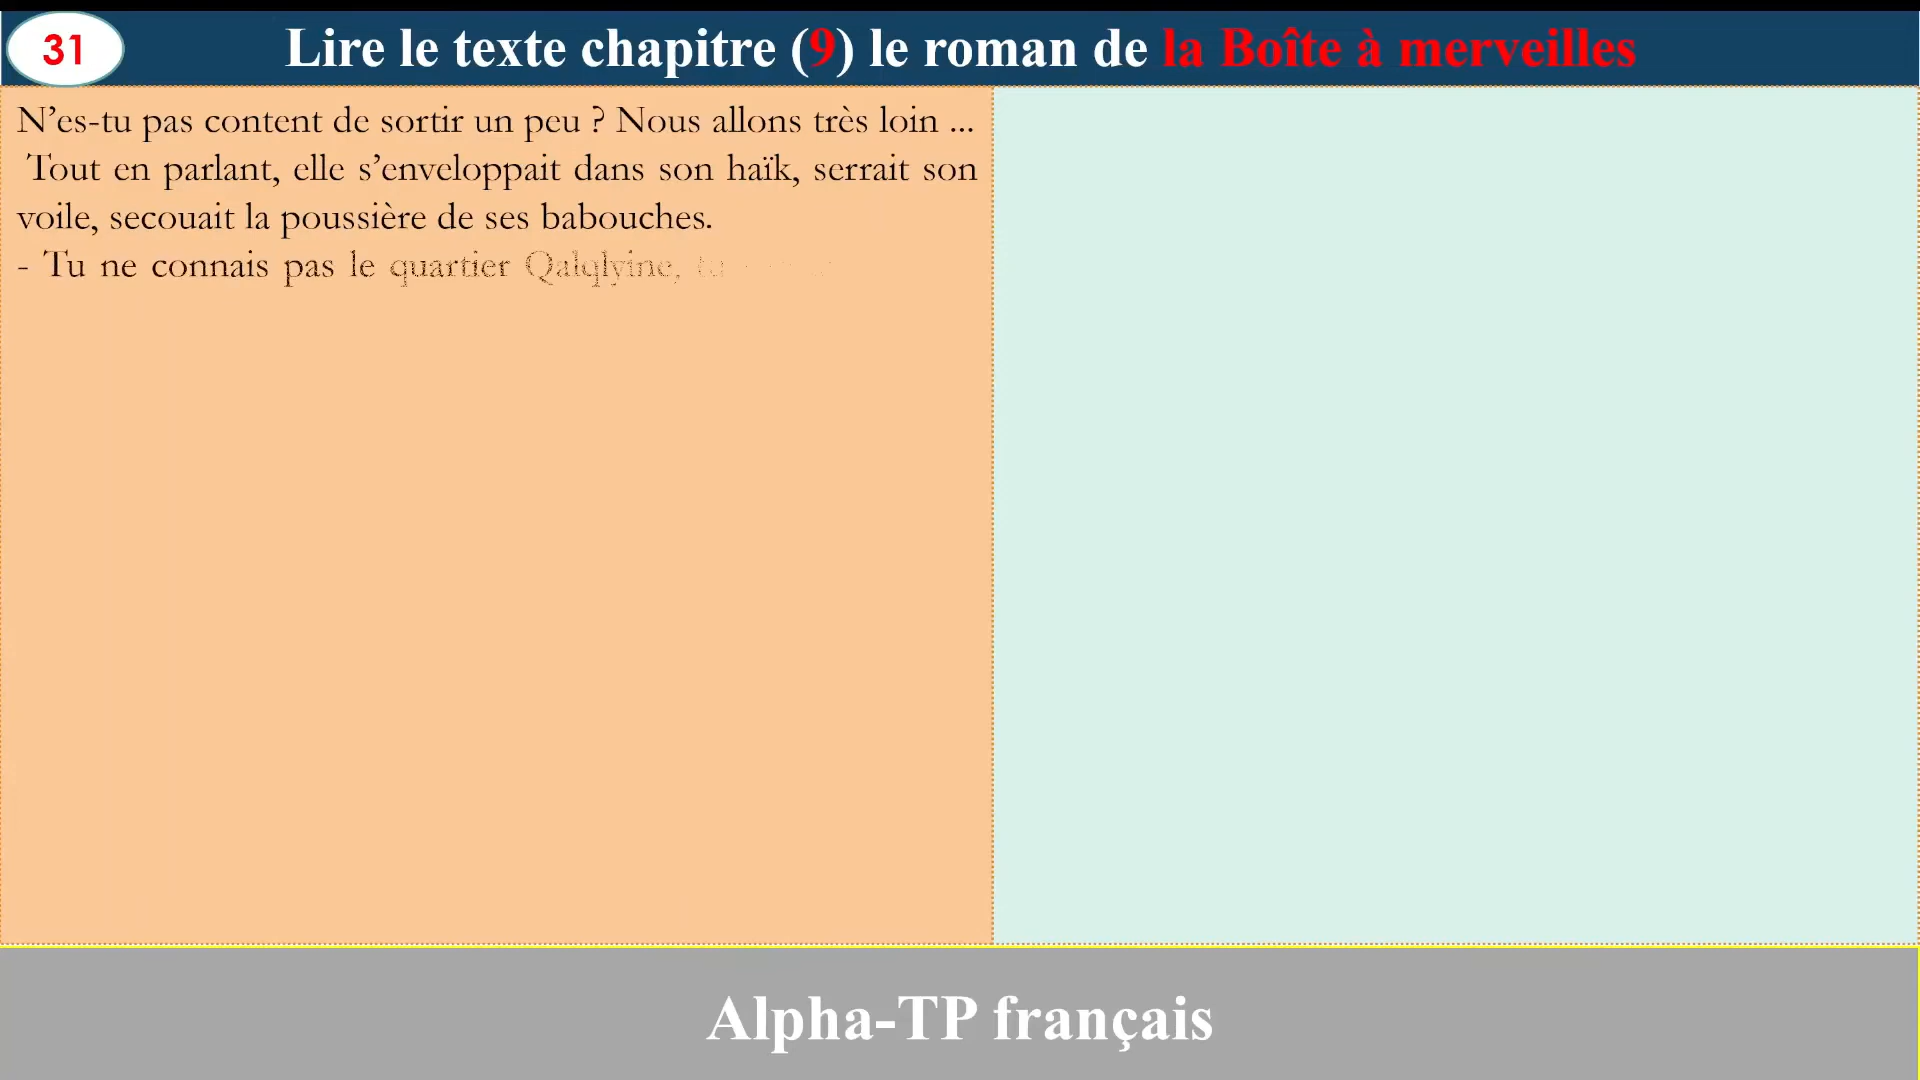 31
Lire le texte chapitre (9) le roman de la Boîte à merveilles
N’es-tu pas content de sortir un peu ? Nous allons très loin ...
Tout en parlant, elle s’enveloppait dans son haïk, serrait son
voile, secouait la poussière de ses babouches.
- Tu ne connais pas le quartier Qalqlyine, tu
Alpha-TP français